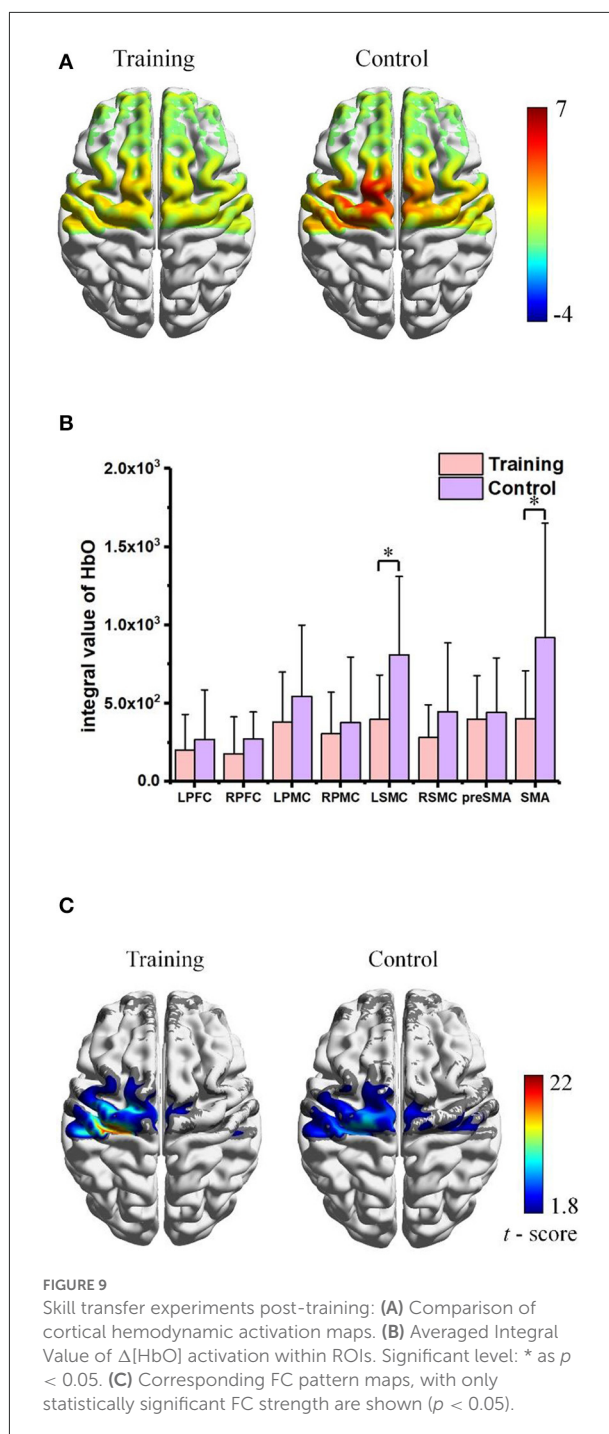 A
Training
Control
7
-4
B
2.0x10³
1.5x10³
1.0x10³
5.0x10²
0.0
integral value of HbO
Training
Control
*
*
LPFC RPFC LPMC RPMC LSMC RSMC preSMA SMA
C
Training
Control
22
1.8
t - score
FIGURE 9
Skill transfer experiments post-training: (A) Comparison of
cortical hemodynamic activation maps. (B) Averaged Integral
Value of Δ[HbO] activation within ROIs. Significant level: * as p
< 0.05. (C) Corresponding FC pattern maps, with only
statistically significant FC strength are shown (p < 0.05).